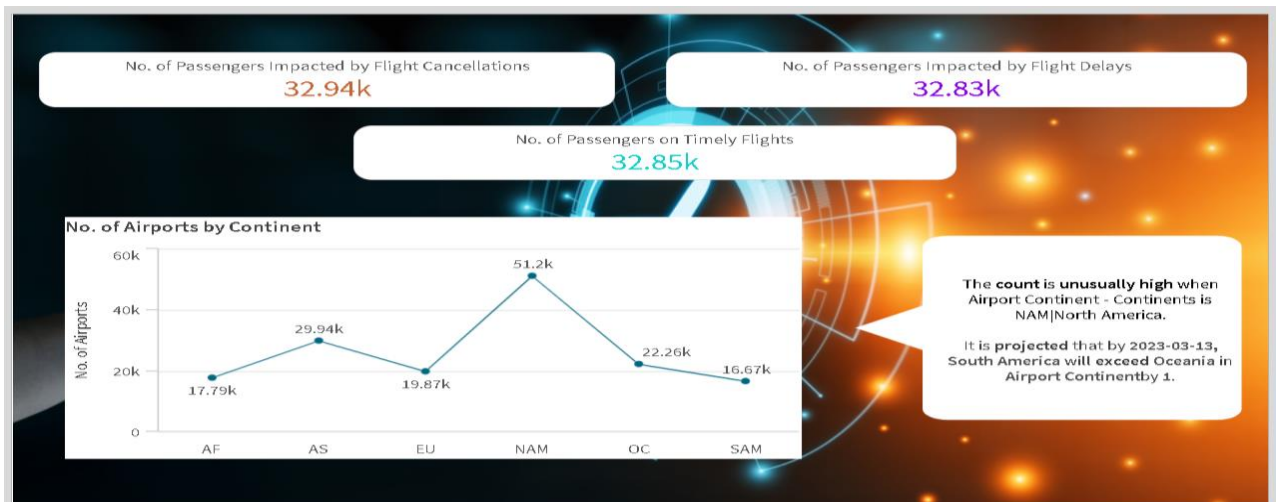 No. of Passengers Impacted by Flight Cancellations
32.94k
No. of Passengers Impacted by Flight Delays
32.83k
No. of Passengers on Timely Flights
32.85k
No. of Airports by Continent
No. of Airports
60k
40k
20k
0
17.79k
29.94k
19.87k
51.2k
22.26k
16.67k
AF
AS
EU
NAM
OC
SAM
The count is unusually high when
Airport Continent - Continents is
NAM|North America.
It is projected that by 2023-03-13,
South America will exceed Oceania in
Airport Continentby 1.